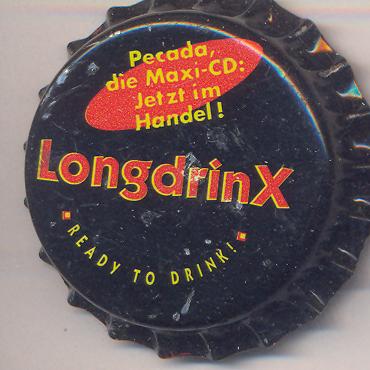 Pecada,
die Maxi-CD:
Jetzt im
Handel!
LongdrinX
READY TO DRINK!